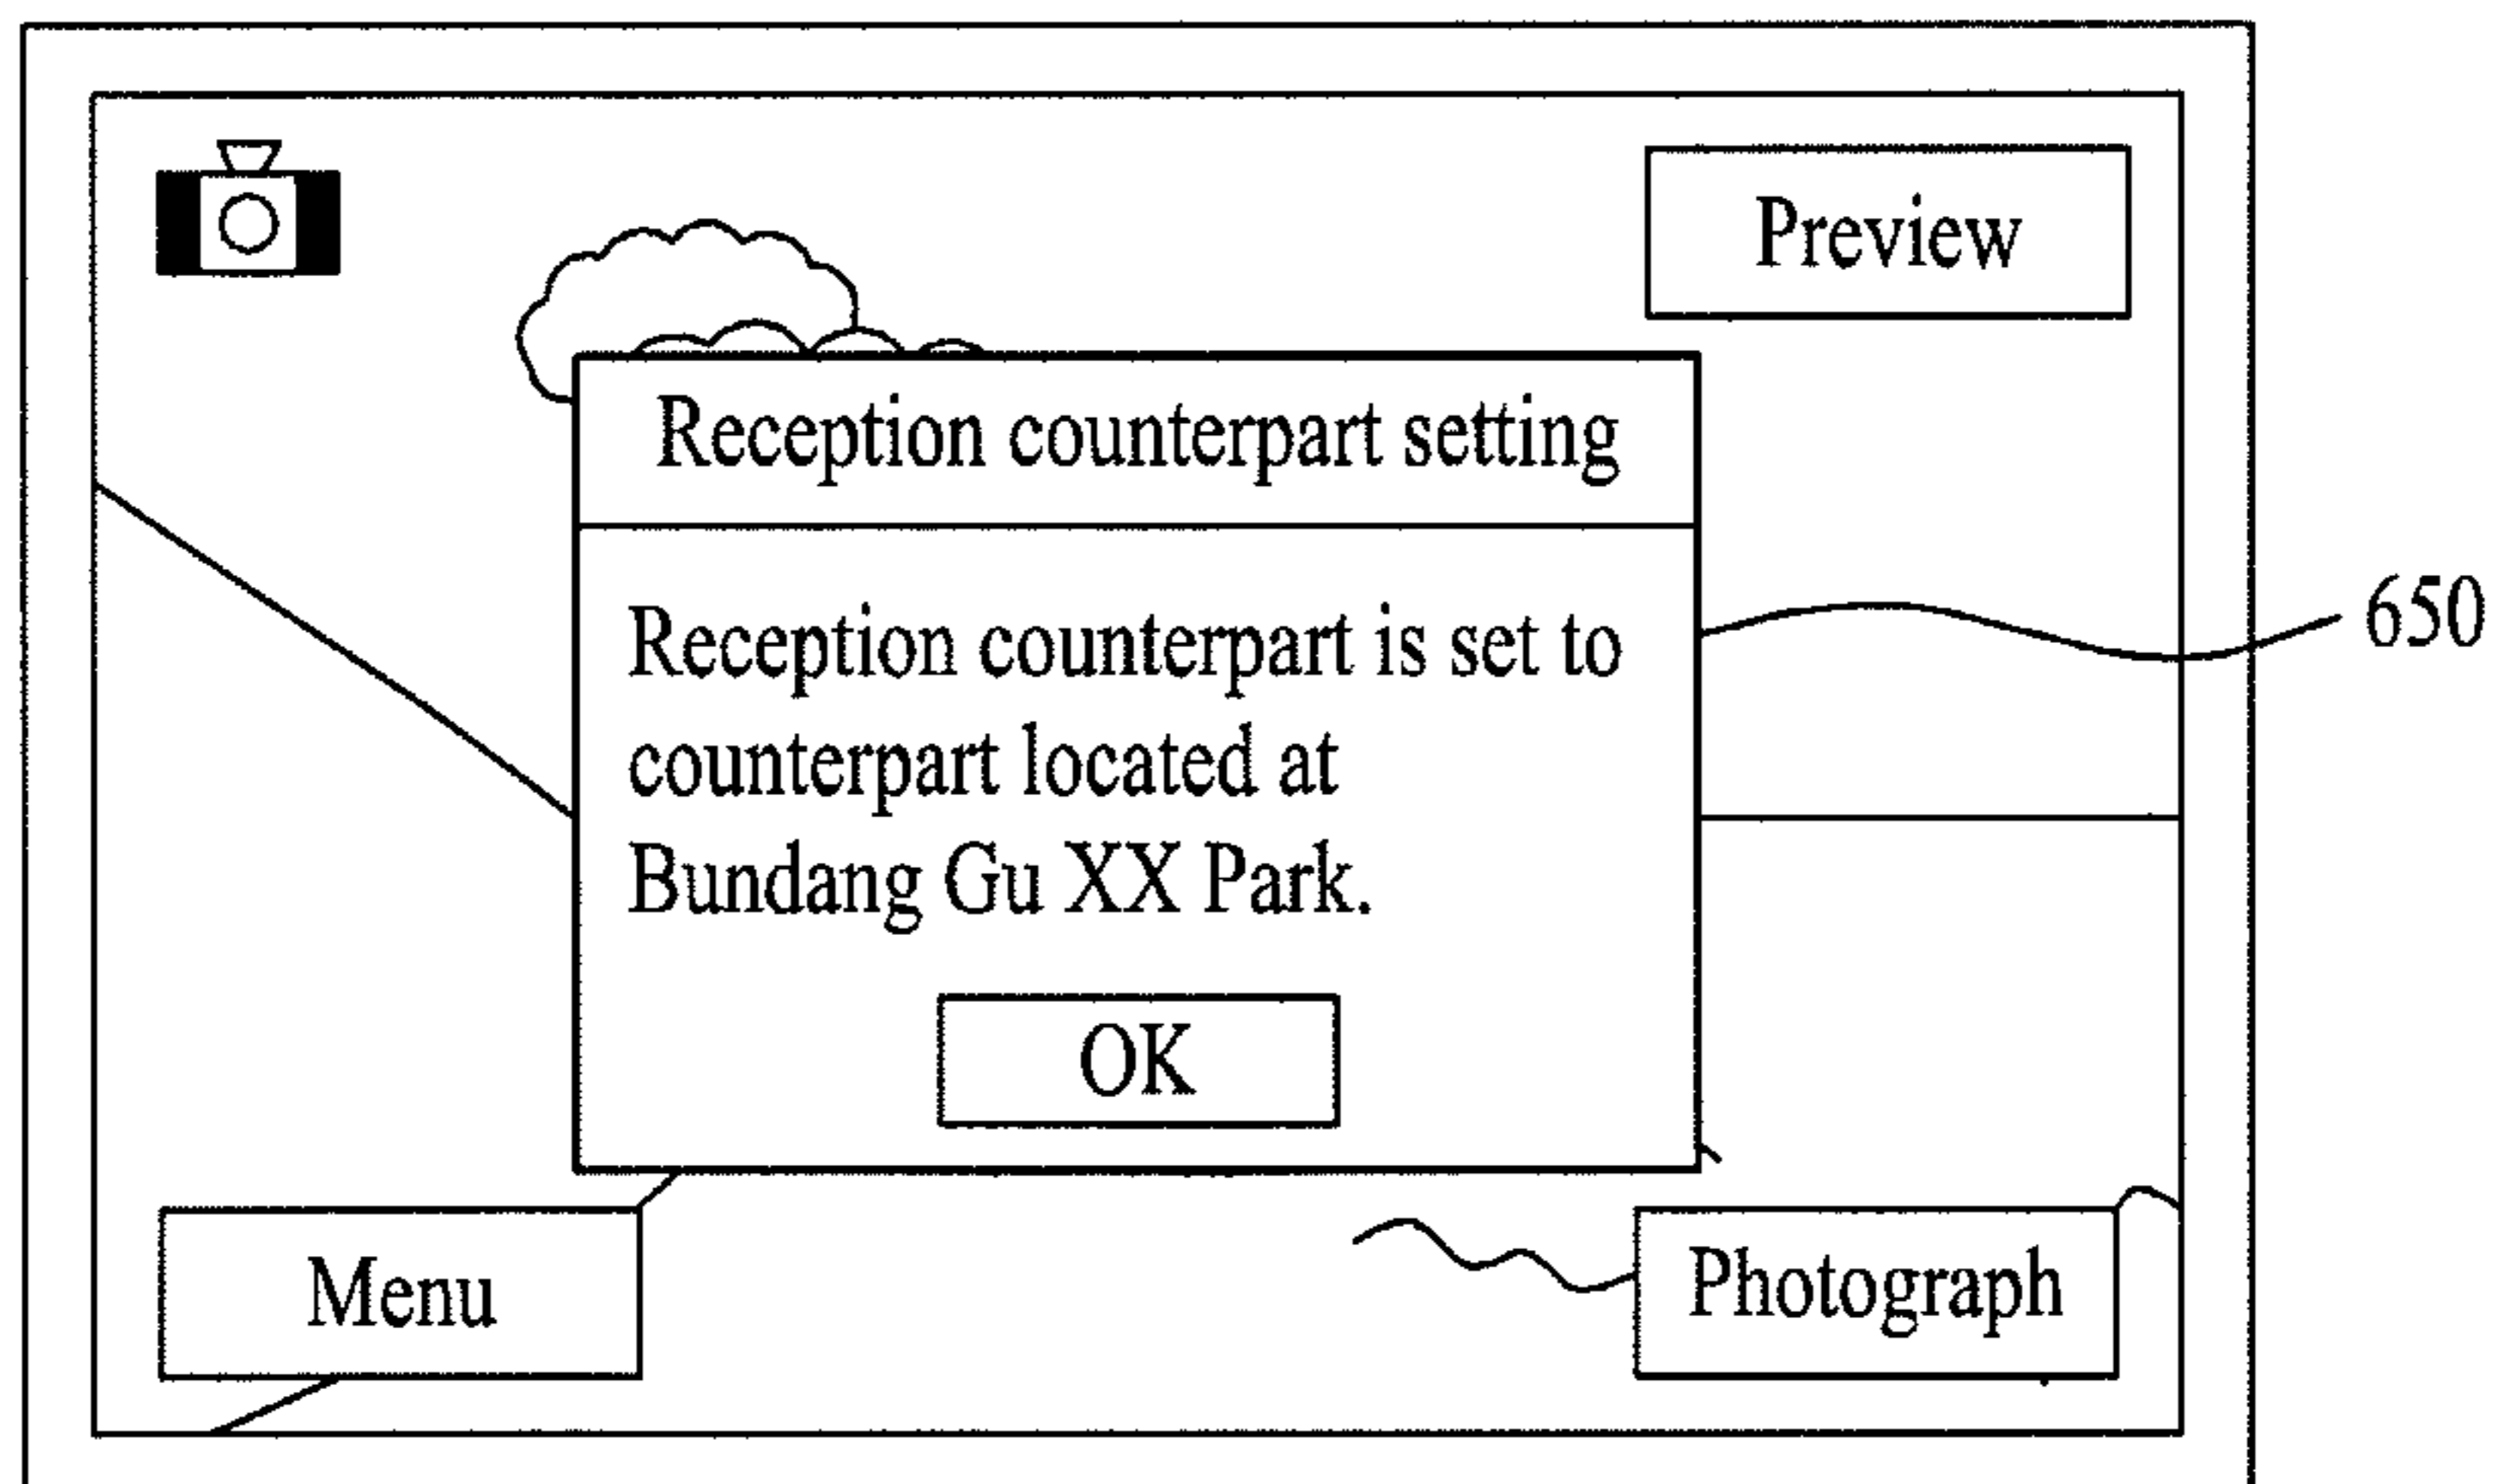 Preview
Reception counterpart setting
Reception counterpart is set to
counterpart located at
Bundang Gu XX Park.
650
OK
Menu
Photograph